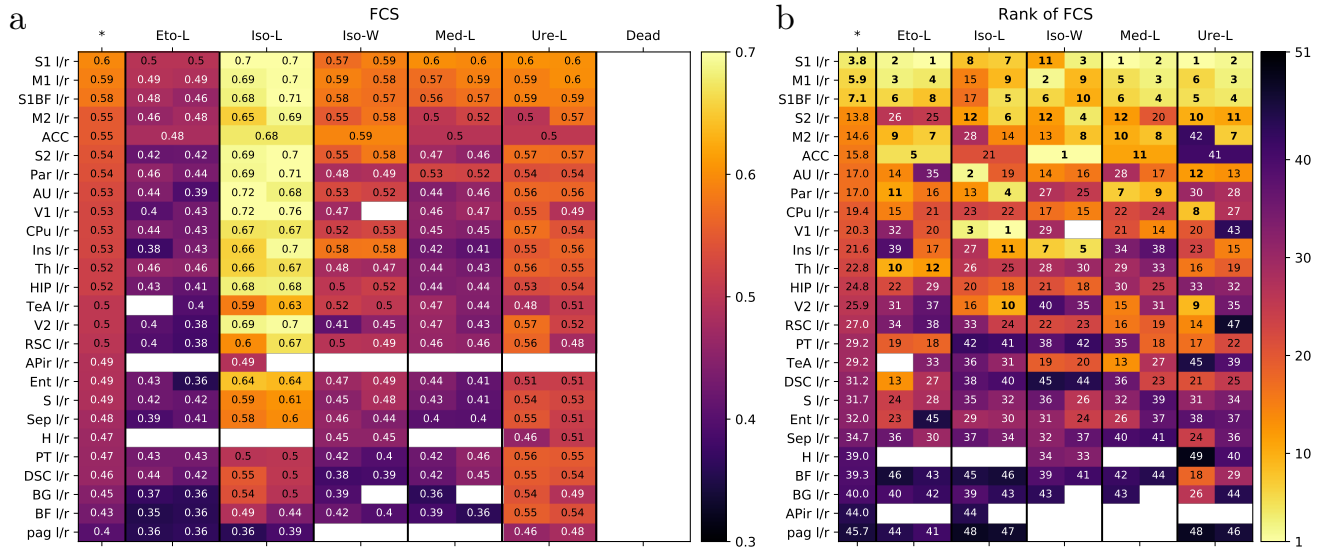 a
FCS
* Eto-L Iso-L Iso-W Med-L Ure-L Dead
S1 l/r 0.6 0.5 0.5 0.7 0.7 0.57 0.59 0.6 0.6 0.6 0.6
M1 l/r 0.59 0.49 0.49 0.69 0.7 0.58 0.59 0.57 0.59 0.59 0.6
S1BF l/r 0.58 0.48 0.46 0.68 0.71 0.58 0.57 0.56 0.57 0.59 0.59
M2 l/r 0.55 0.46 0.48 0.65 0.69 0.55 0.58 0.5 0.52 0.5 0.57
ACC 0.55 0.48 0.68 0.59 0.5 0.5
S2 l/r 0.54 0.42 0.42 0.69 0.7 0.55 0.58 0.47 0.46 0.57 0.57
Par l/r 0.54 0.46 0.44 0.69 0.71 0.48 0.49 0.53 0.52 0.54 0.54
AU l/r 0.53 0.44 0.39 0.72 0.68 0.53 0.52 0.44 0.46 0.56 0.56
V1 l/r 0.53 0.4 0.43 0.72 0.76 0.47 0.46 0.47 0.55 0.49
CPu l/r 0.53 0.44 0.43 0.67 0.67 0.52 0.53 0.45 0.45 0.58 0.54
Ins l/r 0.53 0.38 0.43 0.66 0.7 0.58 0.58 0.42 0.41 0.55 0.56
Th l/r 0.52 0.46 0.46 0.66 0.67 0.48 0.47 0.44 0.43 0.56 0.55
HIP l/r 0.52 0.43 0.41 0.68 0.68 0.5 0.52 0.44 0.44 0.53 0.54
TeA l/r 0.5 0.4 0.59 0.63 0.52 0.5 0.47 0.44 0.48 0.51
V2 l/r 0.5 0.4 0.38 0.69 0.7 0.41 0.45 0.47 0.43 0.57 0.52
RSC l/r 0.5 0.4 0.38 0.6 0.67 0.5 0.49 0.46 0.46 0.56 0.48
APir l/r 0.49 0.49
Ent l/r 0.49 0.43 0.36 0.64 0.64 0.47 0.49 0.44 0.41 0.51 0.53
S l/r 0.49 0.42 0.42 0.59 0.61 0.45 0.48 0.43 0.41 0.54 0.53
Sep l/r 0.48 0.39 0.41 0.58 0.6 0.46 0.44 0.4 0.4 0.55 0.51
H l/r 0.47 0.45 0.45 0.46 0.51
PT l/r 0.47 0.43 0.43 0.5 0.5 0.42 0.4 0.42 0.46 0.56 0.55
DSC l/r 0.46 0.44 0.42 0.55 0.5 0.38 0.39 0.42 0.45 0.55 0.54
BG l/r 0.45 0.37 0.36 0.54 0.5 0.39 0.36 0.54 0.49
BF l/r 0.44 0.35 0.36 0.49 0.44 0.42 0.4 0.39 0.36 0.55 0.54
pag l/r 0.4 0.36 0.36 0.36 0.39 0.46 0.48
0.7
0.6
0.5
0.4
0.3
b
Rank of FCS
* Eto-L Iso-L Iso-W Med-L Ure-L
S1 l/r 3.8 2 1 8 7 11 3 1 2 1 2
M1 l/r 5.9 3 4 15 9 2 9 3 3 6 3
S1BF l/r 7.1 6 8 17 5 6 10 6 4 5 4
S2 l/r 13.8 26 25 12 6 12 4 12 20 10 11
M2 l/r 14.6 9 7 28 14 13 8 10 8 42 7
ACC 15.8 5 21 1 11 41
AU l/r 17.0 14 35 2 19 14 16 28 17 12 13
Par l/r 17.0 11 16 13 4 27 25 7 9 30 28
CPu l/r 19.4 15 21 23 22 17 15 22 24 8 27
V1 l/r 20.3 32 20 3 1 29 21 14 20 43
Ins l/r 21.6 39 17 27 11 7 5 34 38 23 15
Th l/r 22.8 10 12 26 25 28 30 29 33 16 19
HIP l/r 24.8 22 29 20 18 21 18 30 29 33 32
V2 l/r 25.9 31 37 16 10 40 35 15 31 9 35
RSC l/r 27.0 34 38 33 24 22 23 16 19 14 47
PT l/r 29.2 19 18 42 41 38 42 35 18 17 22
TeA l/r 29.2 33 36 31 19 20 13 27 45 39
DSC l/r 31.2 13 27 38 40 45 44 36 23 21 25
S l/r 31.7 24 28 35 32 36 26 32 39 31 34
Ent l/r 32.0 23 45 29 30 31 24 26 37 38 37
Sep l/r 34.7 36 30 37 34 32 37 40 41 24 36
H l/r 39.0 34 33 49 40
BF l/r 39.3 46 43 45 46 39 41 42 44 18 29
BG l/r 40.0 40 42 39 43 43 43 26 44
APir l/r 44.0 44
pag l/r 45.7 44 41 48 47 48 46
51
40
30
20
10
1